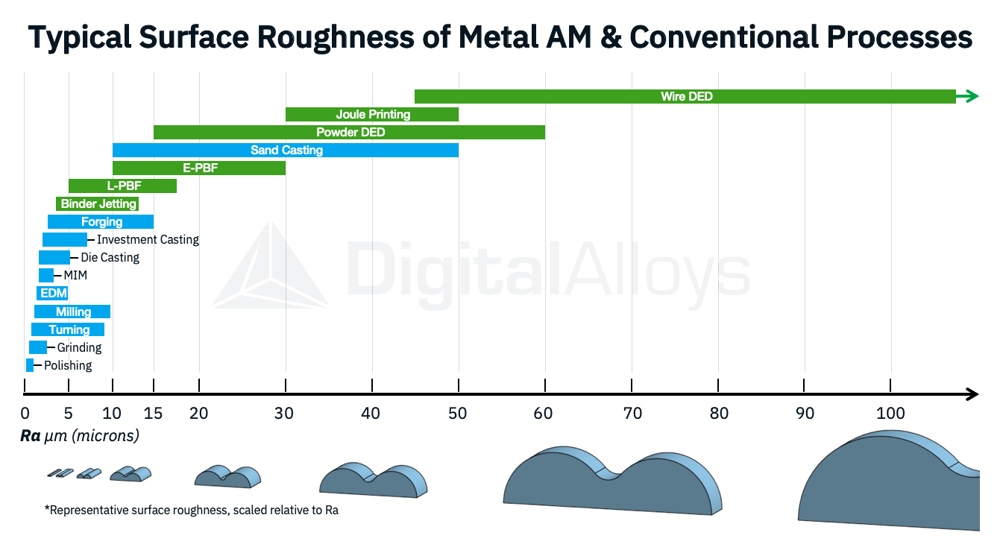 Typical Surface Roughness of Metal AM & Conventional Processes
Wire DED
Joule Printing
Powder DED
Sand Casting
E-PBF
L-PBF
Binder Jetting
Forging
Investment Casting
Die Casting
MIM
EDM
Milling
Turning
Grinding
Polishing
DigitalAlloys
0 5 10 15 20 30 40 50 60 70 80 90 100
Ra μm (microns)
*Representative surface roughness, scaled relative to Ra